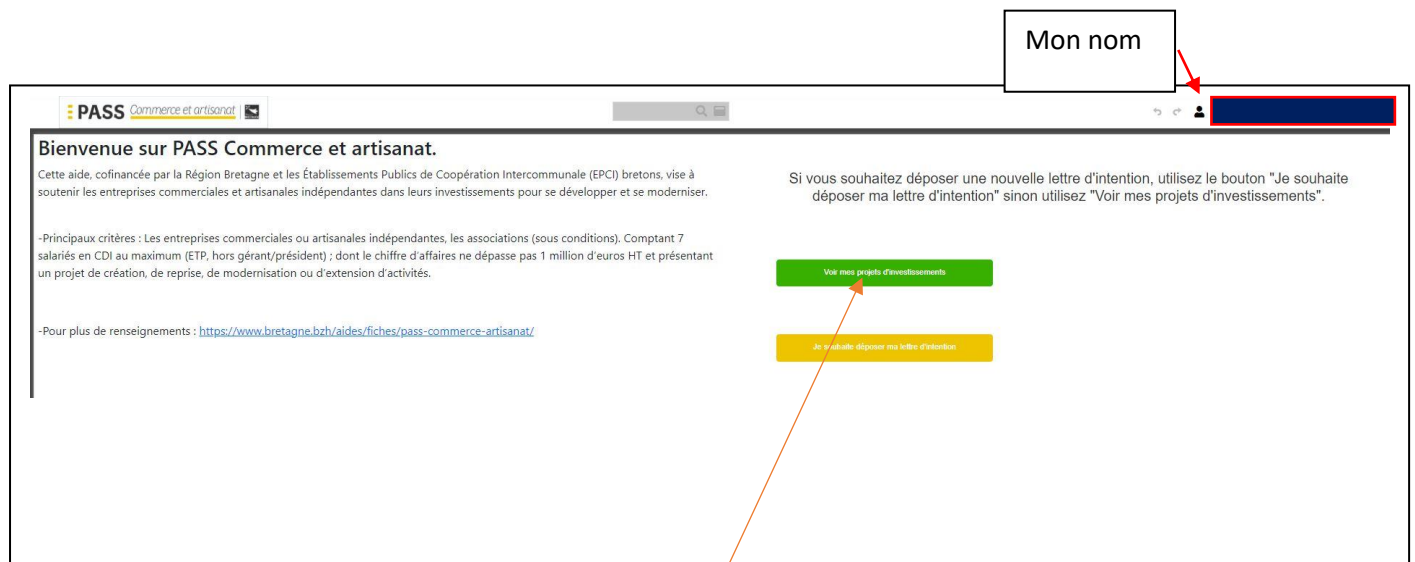 Mon nom
PASS Commerce et artisanat
Bienvenue sur PASS Commerce et artisanat.
Cette aide, cofinancée par la Région Bretagne et les Établissements Publics de Coopération Intercommunale (EPCI) bretons, vise à
soutenir les entreprises commerciales et artisanales indépendantes dans leurs investissements pour se développer et se moderniser.
-Principaux critères : Les entreprises commerciales ou artisanales indépendantes, les associations (sous conditions). Comptant 7
salariés en CDI au maximum (ETP, hors gérant/président) ; dont le chiffre d'affaires ne dépasse pas 1 million d'euros HT et présentant
un projet de création, de reprise, de modernisation ou d'extension d'activités.
-Pour plus de renseignements : https://www.bretagne.bzh/aides/fiches/pass-commerce-artisanat/
Si vous souhaitez déposer une nouvelle lettre d'intention, utilisez le bouton "Je souhaite
déposer ma lettre d'intention" sinon utilisez "Voir mes projets d'investissements".
Voir mes projets d'investissements
Je souhaite déposer ma lettre d'intention